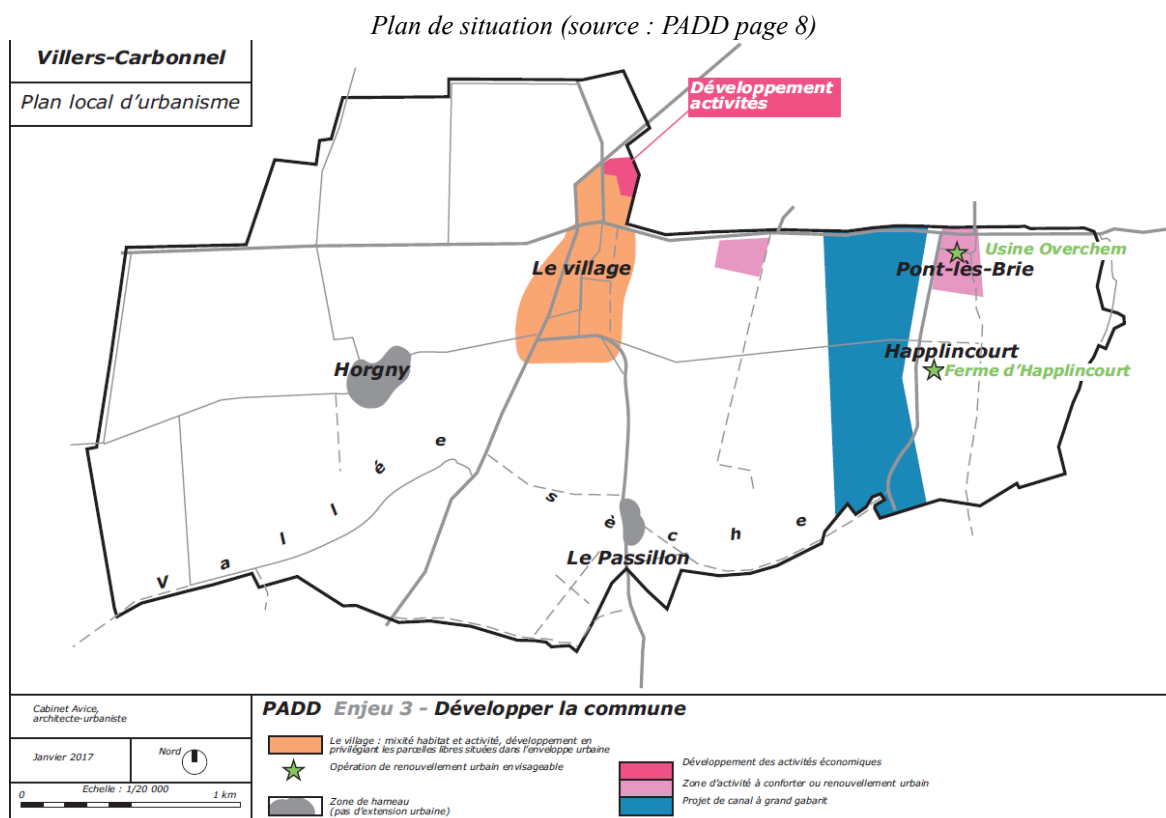 Plan de situation (source : PADD page 8)
Villers-Carbonnel
Plan local d'urbanisme
Développement
activités
Le village
Usine Overchem
Pont-lès-Brie
Happlincourt
Ferme d'Happlincourt
Horgny
Vallée sèche
Le Passillon
Cabinet Avice,
architecte-urbaniste
Janvier 2017
Nord
Echelle : 1/20 000
0
1 km
PADD Enjeu 3 - Développer la commune
Le village : mixité habitat et activité, développement en
privilégiant les parcelles libres situées dans l'enveloppe urbaine
Opération de renouvellement urbain envisageable
Zone de hameau
(pas d'extension urbaine)
Développement des activités économiques
Zone d'activité à conforter ou renouvellement urbain
Projet de canal à grand gabarit